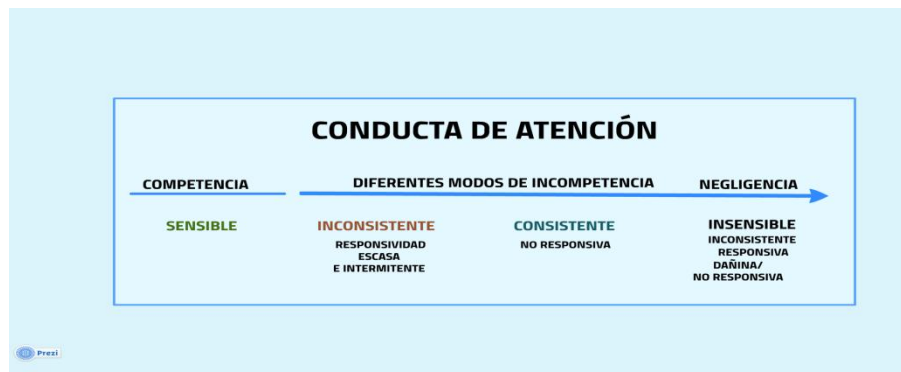 CONDUCTA DE ATENCIÓN
COMPETENCIA
DIFERENTES MODOS DE INCOMPETENCIA
NEGLIGENCIA
SENSIBLE
INCONSISTENTE
RESPONSIVIDAD
ESCASA
E INTERMITENTE
CONSISTENTE
NO RESPONSIVA
INSENSIBLE
INCONSISTENTE
RESPONSIVA
DAÑINA/
NO RESPONSIVA
Prezi